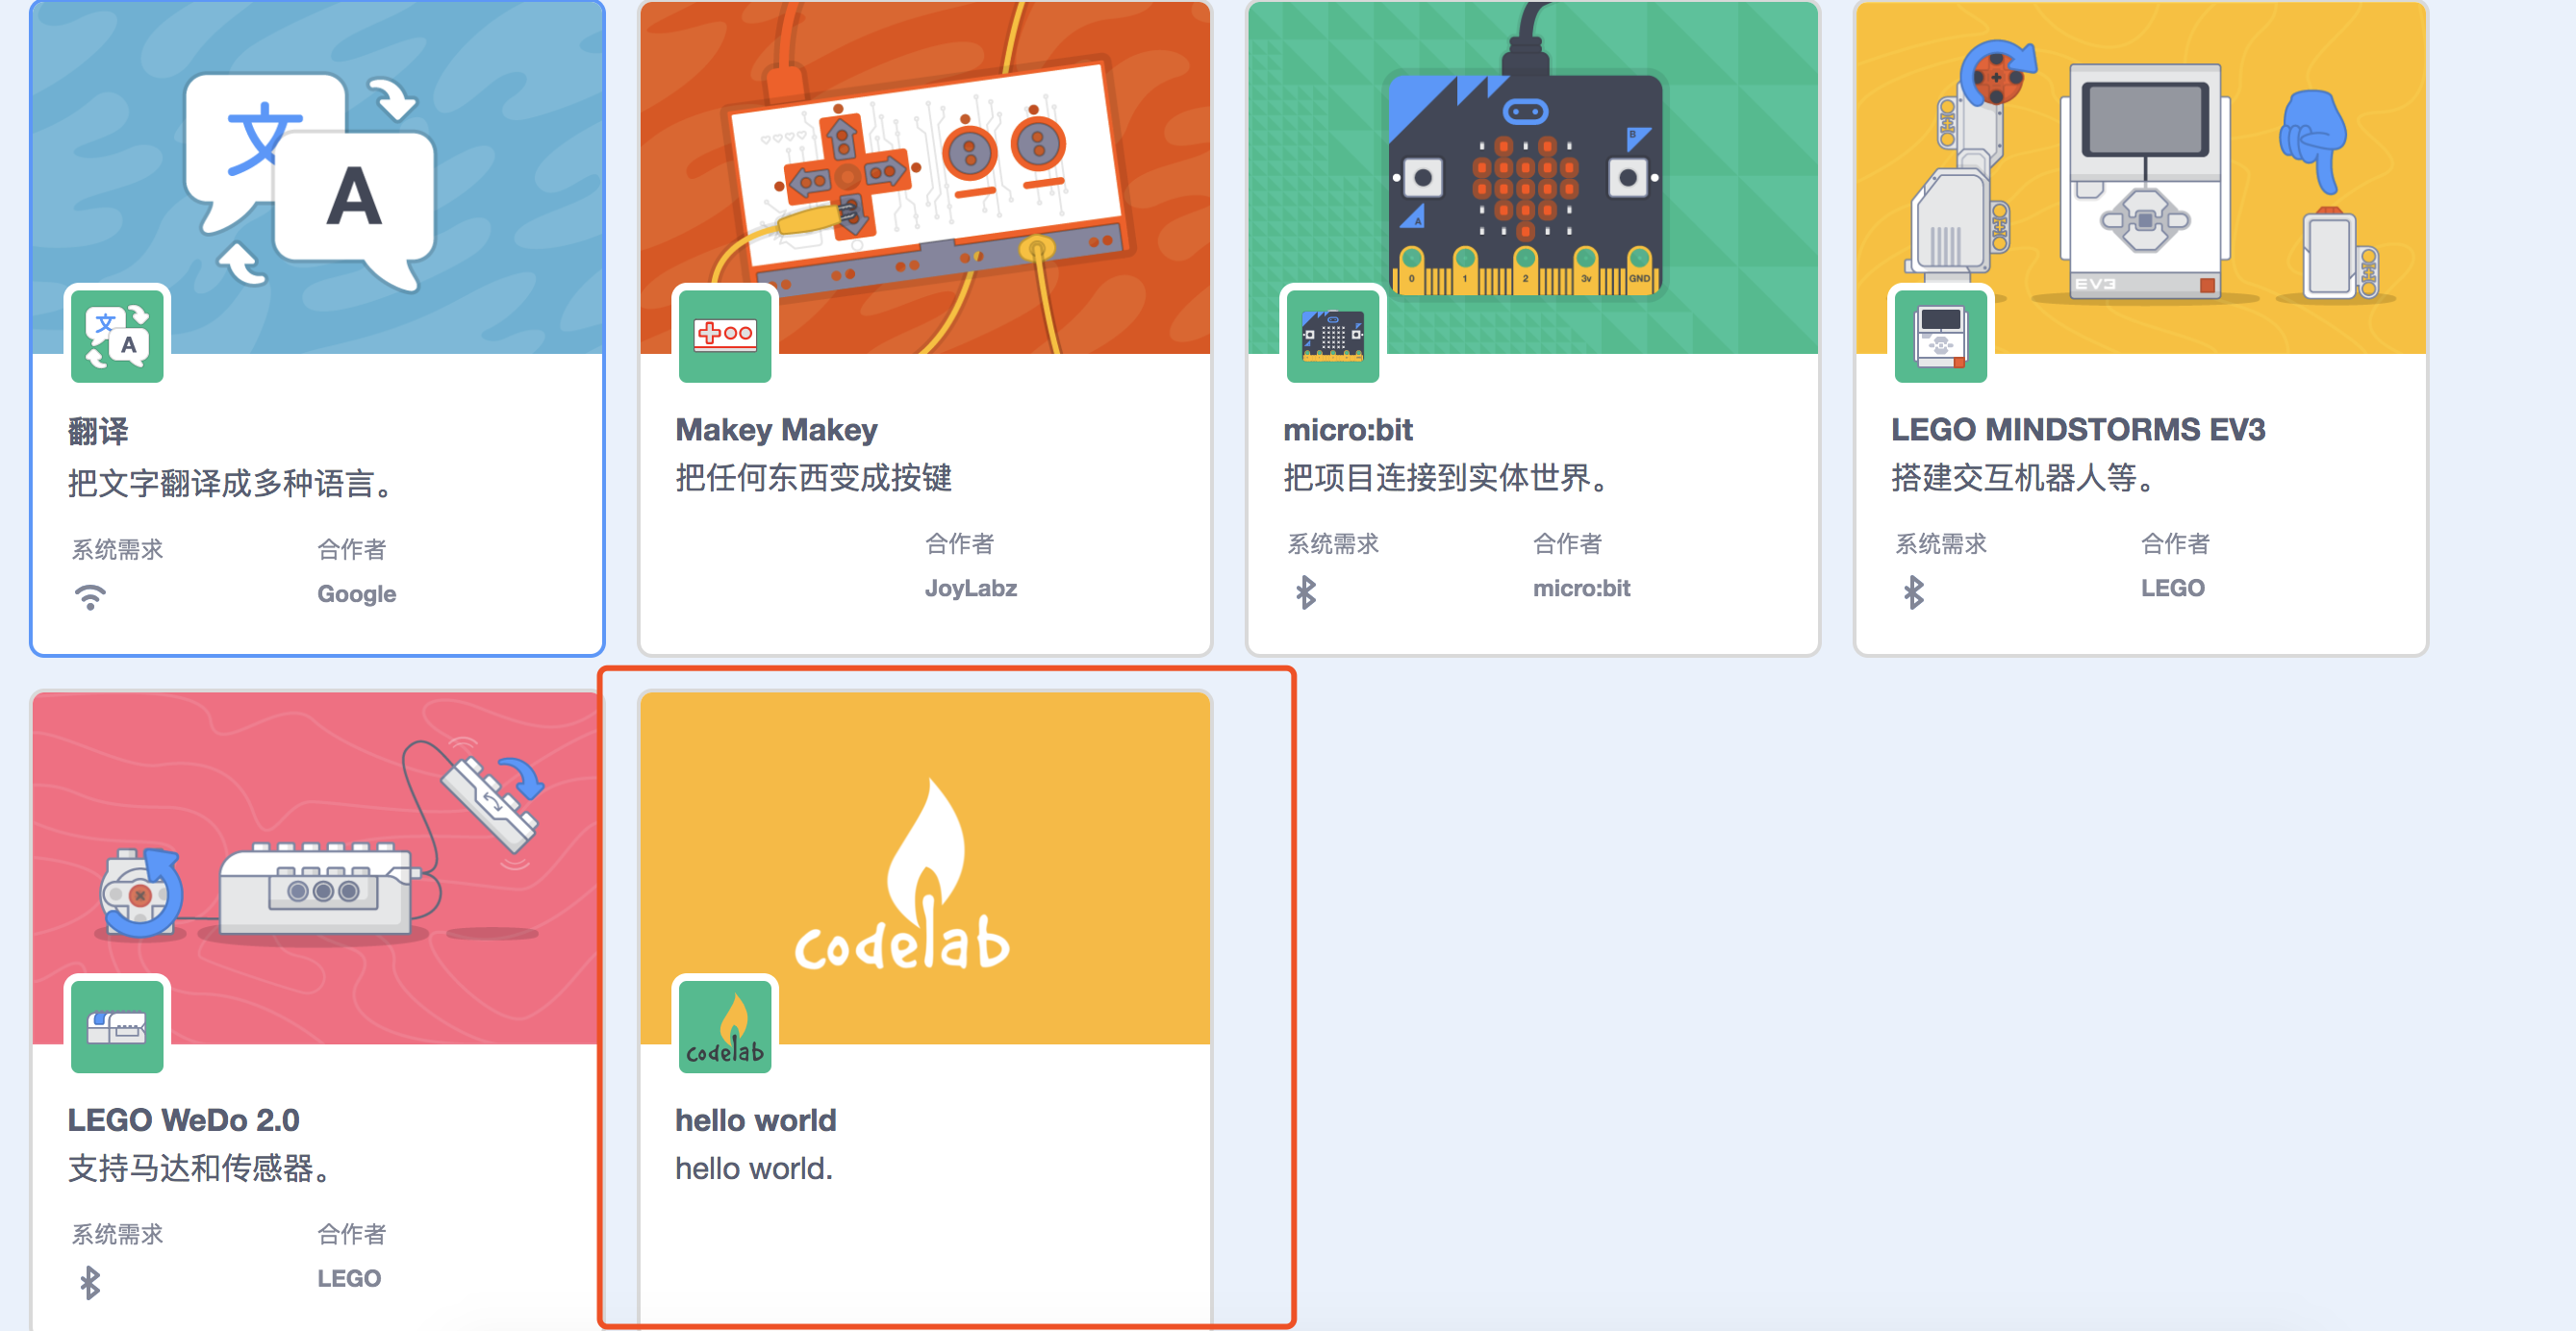 文
A
文
A
翻译
把文字翻译成多种语言。
系统需求
合作者
Google
Makey Makey
把任何东西变成按键
合作者
JoyLabz
B
A
0
1
2
3v
GND
micro:bit
把项目连接到实体世界。
系统需求
合作者
micro:bit
EV3
LEGO MINDSTORMS EV3
搭建交互机器人等。
系统需求
合作者
LEGO
LEGO WeDo 2.0
支持马达和传感器。
系统需求
合作者
LEGO
codelab
codelab
hello world
hello world.